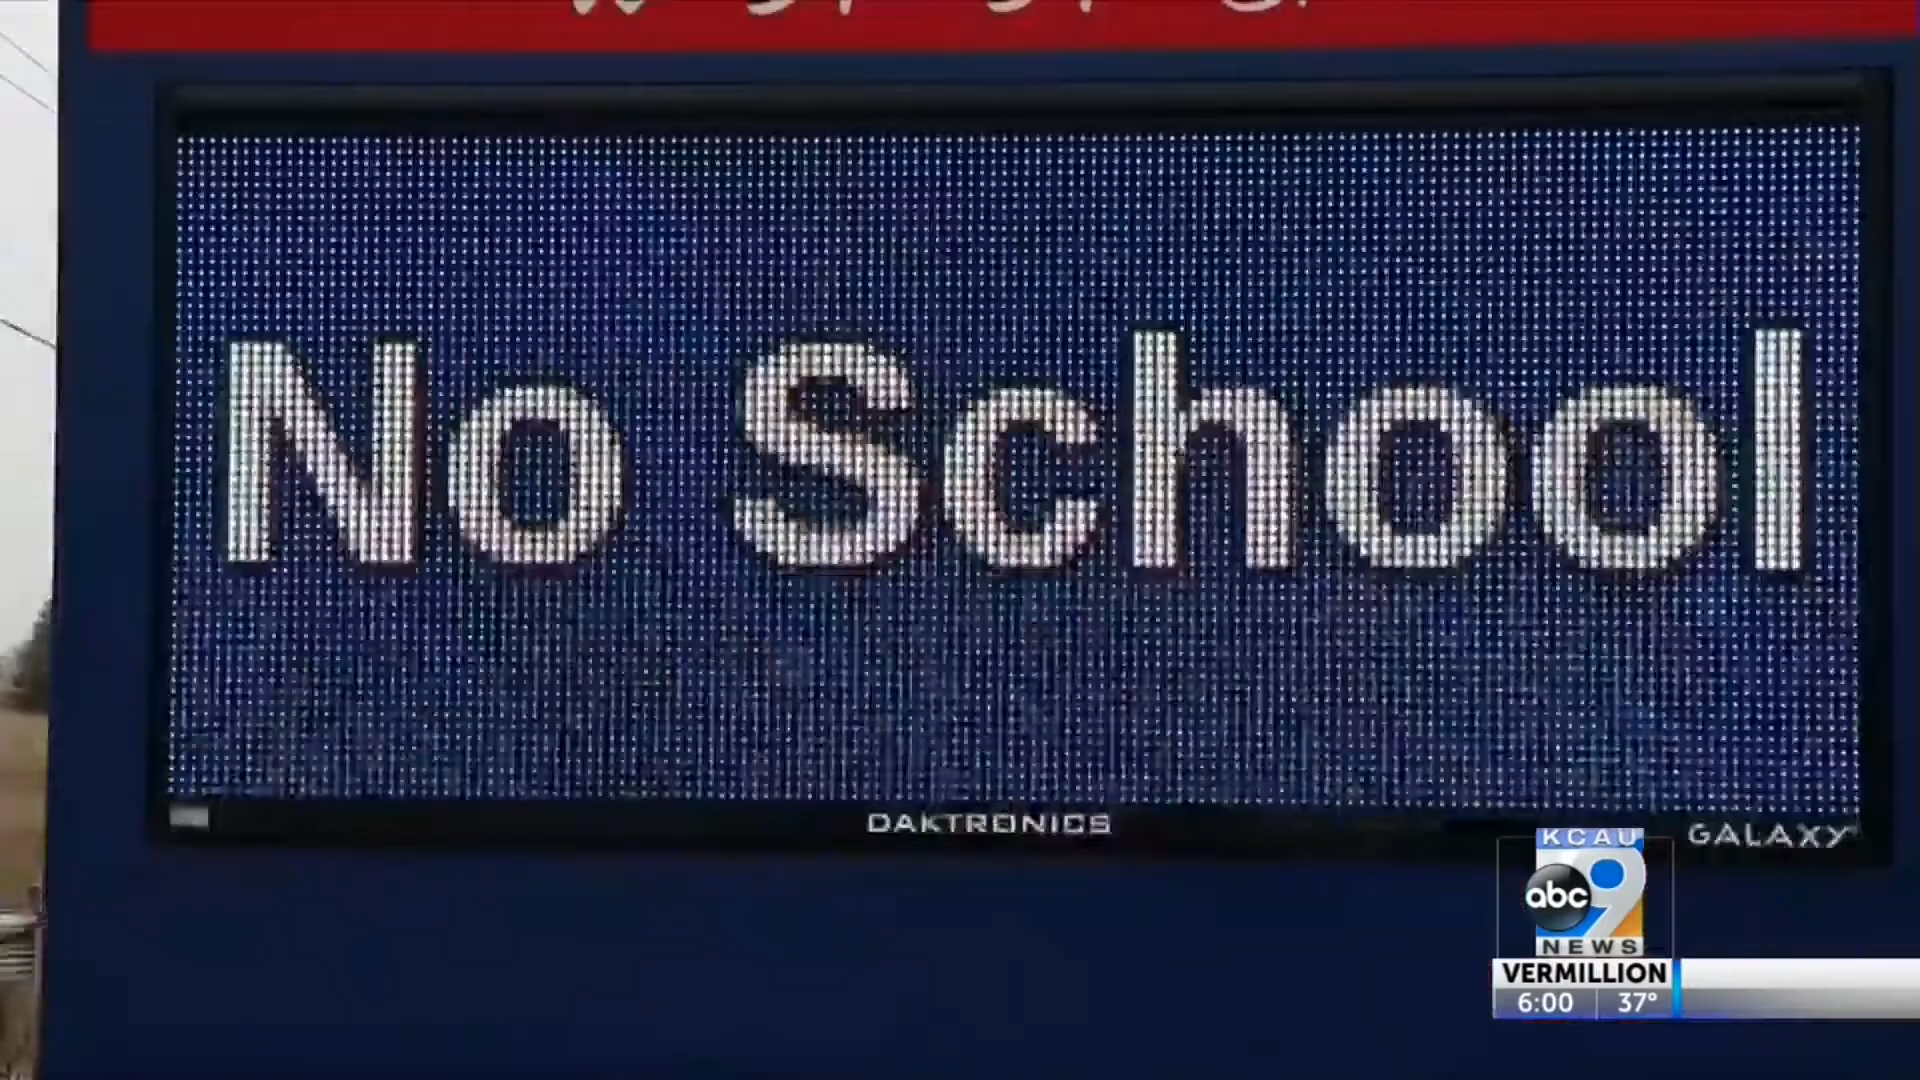 No School
DAKTRONICS
GALAXY
KCAU
abc 9
NEWS
VERMILLION
6:00 37°